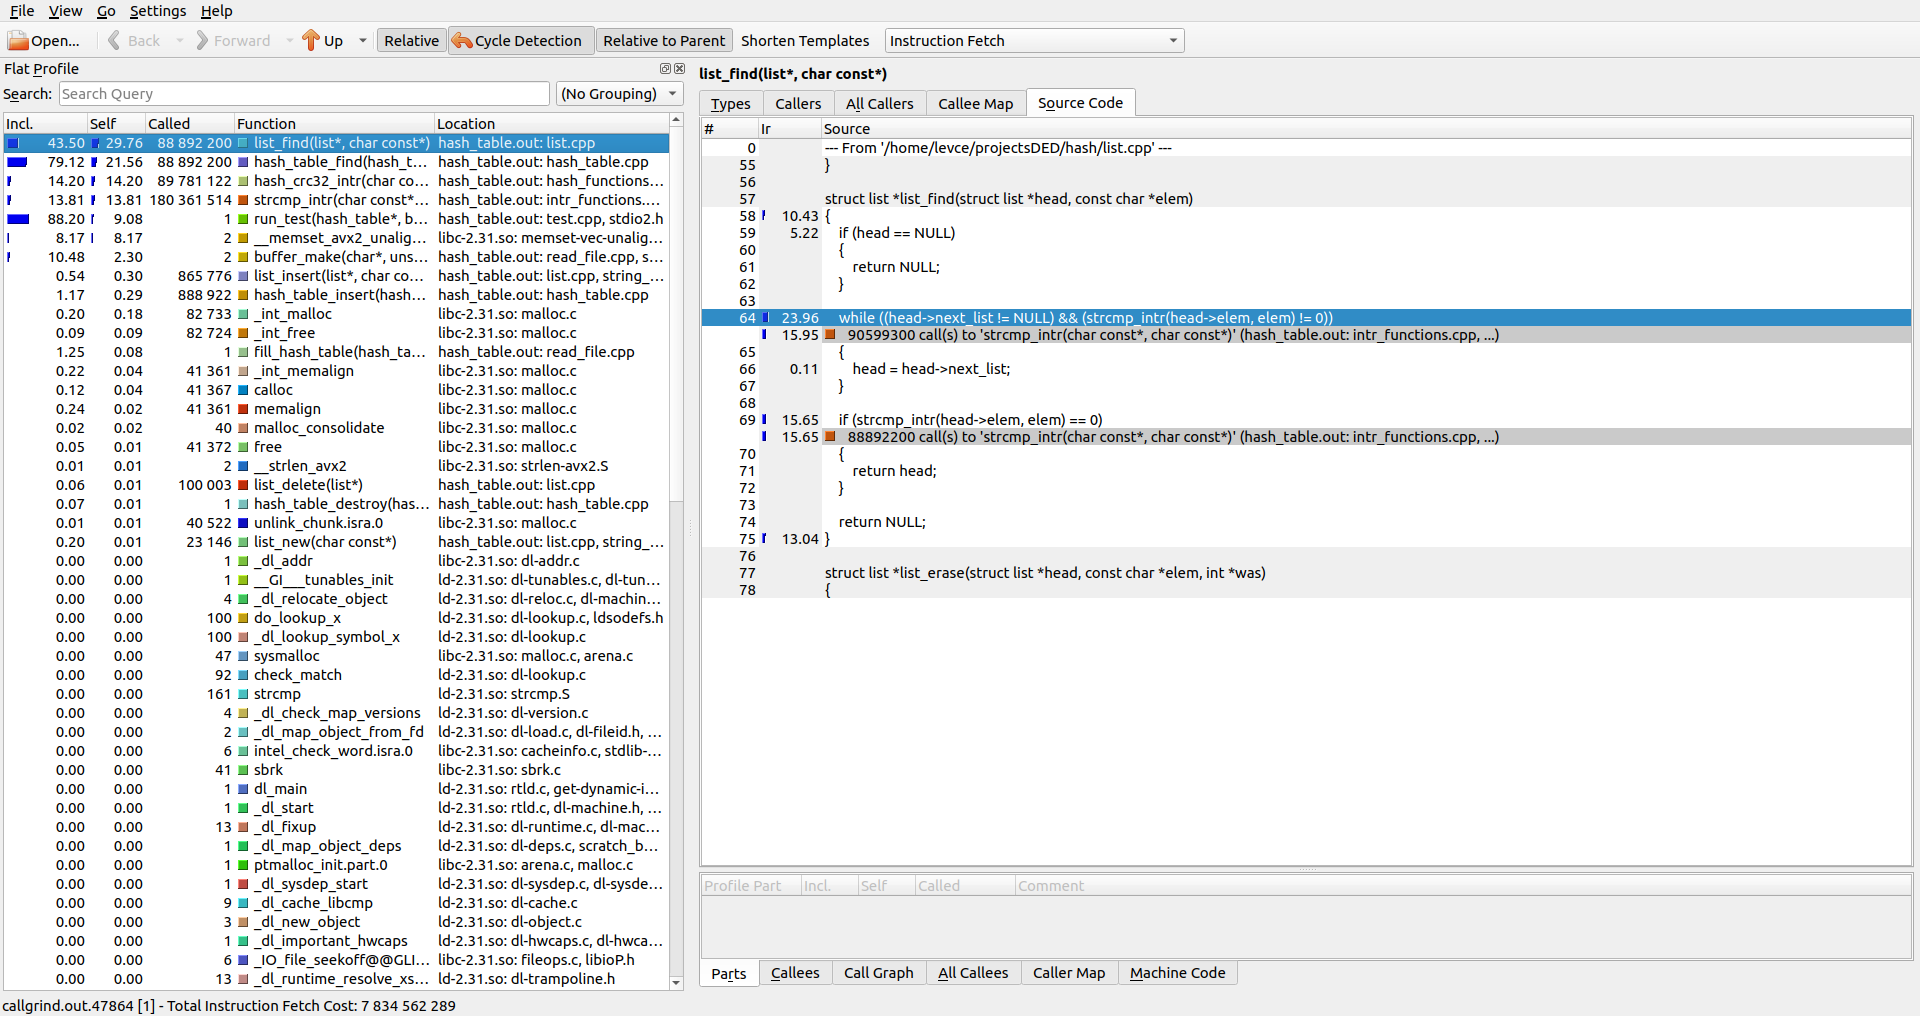 File View Go Settings Help
Open... Back Forward Up Relative Cycle Detection Relative to Parent Shorten Templates Instruction Fetch
Flat Profile
Search: Search Query (No Grouping)
Incl. Self Called Function Location
43.50 29.76 88 892 200 list_find(list*, char const*) hash_table.out: list.cpp
79.12 21.56 88 892 200 hash_table_find(hash_t... hash_table.out: hash_table.cpp
14.20 14.20 89 781 122 hash_crc32_intr(char co... hash_table.out: hash_functions...
13.81 13.81 180 361 514 strcmp_intr(char const*... hash_table.out: intr_functions....
88.20 9.08 1 run_test(hash_table*, b... hash_table.out: test.cpp, stdio2.h
8.17 8.17 2 __memset_avx2_unalig... libc-2.31.so: memset-vec-unalig...
10.48 2.30 2 buffer_make(char*, uns... hash_table.out: read_file.cpp, s...
0.54 0.30 865 776 list_insert(list*, char co... hash_table.out: list.cpp, string_...
1.17 0.29 888 922 hash_table_insert(hash... hash_table.out: hash_table.cpp
0.20 0.18 82 733 _int_malloc libc-2.31.so: malloc.c
0.09 0.09 82 724 _int_free libc-2.31.so: malloc.c
1.25 0.08 1 fill_hash_table(hash_ta... hash_table.out: read_file.cpp
0.22 0.04 41 361 _int_memalign libc-2.31.so: malloc.c
0.12 0.04 41 367 calloc libc-2.31.so: malloc.c
0.24 0.02 41 361 memalign libc-2.31.so: malloc.c
0.02 0.02 40 malloc_consolidate libc-2.31.so: malloc.c
0.05 0.01 41 372 free libc-2.31.so: malloc.c
0.01 0.01 2 __strlen_avx2 libc-2.31.so: strlen-avx2.S
0.06 0.01 100 003 list_delete(list*) hash_table.out: list.cpp
0.07 0.01 1 hash_table_destroy(has... hash_table.out: hash_table.cpp
0.01 0.01 40 522 unlink_chunk.isra.0 libc-2.31.so: malloc.c
0.20 0.01 23 146 list_new(char const*) hash_table.out: list.cpp, string_...
0.00 0.00 1 _dl_addr libc-2.31.so: dl-addr.c
0.00 0.00 1 __GI___tunables_init ld-2.31.so: dl-tunables.c, dl-tun...
0.00 0.00 4 _dl_relocate_object ld-2.31.so: dl-reloc.c, dl-machin...
0.00 0.00 100 do_lookup_x ld-2.31.so: dl-lookup.c, ldsodefs.h
0.00 0.00 100 _dl_lookup_symbol_x ld-2.31.so: dl-lookup.c
0.00 0.00 47 sysmalloc libc-2.31.so: malloc.c, arena.c
0.00 0.00 92 check_match ld-2.31.so: dl-lookup.c
0.00 0.00 161 strcmp ld-2.31.so: strcmp.S
0.00 0.00 4 _dl_check_map_versions ld-2.31.so: dl-version.c
0.00 0.00 2 _dl_map_object_from_fd ld-2.31.so: dl-load.c, dl-fileid.h, ...
0.00 0.00 6 intel_check_word.isra.0 libc-2.31.so: cacheinfo.c, stdlib-...
0.00 0.00 41 sbrk libc-2.31.so: sbrk.c
0.00 0.00 1 dl_main ld-2.31.so: rtld.c, get-dynamic-i...
0.00 0.00 1 _dl_start ld-2.31.so: rtld.c, dl-machine.h, ...
0.00 0.00 13 _dl_fixup ld-2.31.so: dl-runtime.c, dl-mac...
0.00 0.00 1 _dl_map_object_deps ld-2.31.so: dl-deps.c, scratch_b...
0.00 0.00 1 ptmalloc_init.part.0 libc-2.31.so: arena.c, malloc.c
0.00 0.00 1 _dl_sysdep_start ld-2.31.so: dl-sysdep.c, dl-sysde...
0.00 0.00 9 _dl_cache_libcmp ld-2.31.so: dl-cache.c
0.00 0.00 3 _dl_new_object ld-2.31.so: dl-object.c
0.00 0.00 1 _dl_important_hwcaps ld-2.31.so: dl-hwcaps.c, dl-hwca...
0.00 0.00 6 _IO_file_seekoff@@GLI... libc-2.31.so: fileops.c, libioP.h
0.00 0.00 13 _dl_runtime_resolve_xs... ld-2.31.so: dl-trampoline.h
list_find(list*, char const*)
Types Callers All Callers Callee Map Source Code
# Ir Source
0 --- From '/home/levce/projectsDED/hash/list.cpp' ---
55 }
56
57 struct list *list_find(struct list *head, const char *elem)
58 10.43 {
59 5.22 if (head == NULL)
60 {
61 return NULL;
62 }
63
64 23.96 while ((head->next_list != NULL) && (strcmp_intr(head->elem, elem) != 0))
15.95 90599300 call(s) to 'strcmp_intr(char const*, char const*)' (hash_table.out: intr_functions.cpp, ...)
65 {
66 0.11 head = head->next_list;
67 }
68
69 15.65 if (strcmp_intr(head->elem, elem) == 0)
15.65 88892200 call(s) to 'strcmp_intr(char const*, char const*)' (hash_table.out: intr_functions.cpp, ...)
70 {
71 return head;
72 }
73
74 return NULL;
75 13.04 }
76
77 struct list *list_erase(struct list *head, const char *elem, int *was)
78 {
Profile Part Incl. Self Called Comment
Parts Callees Call Graph All Callees Caller Map Machine Code
callgrind.out.47864 [1] - Total Instruction Fetch Cost: 7 834 562 289